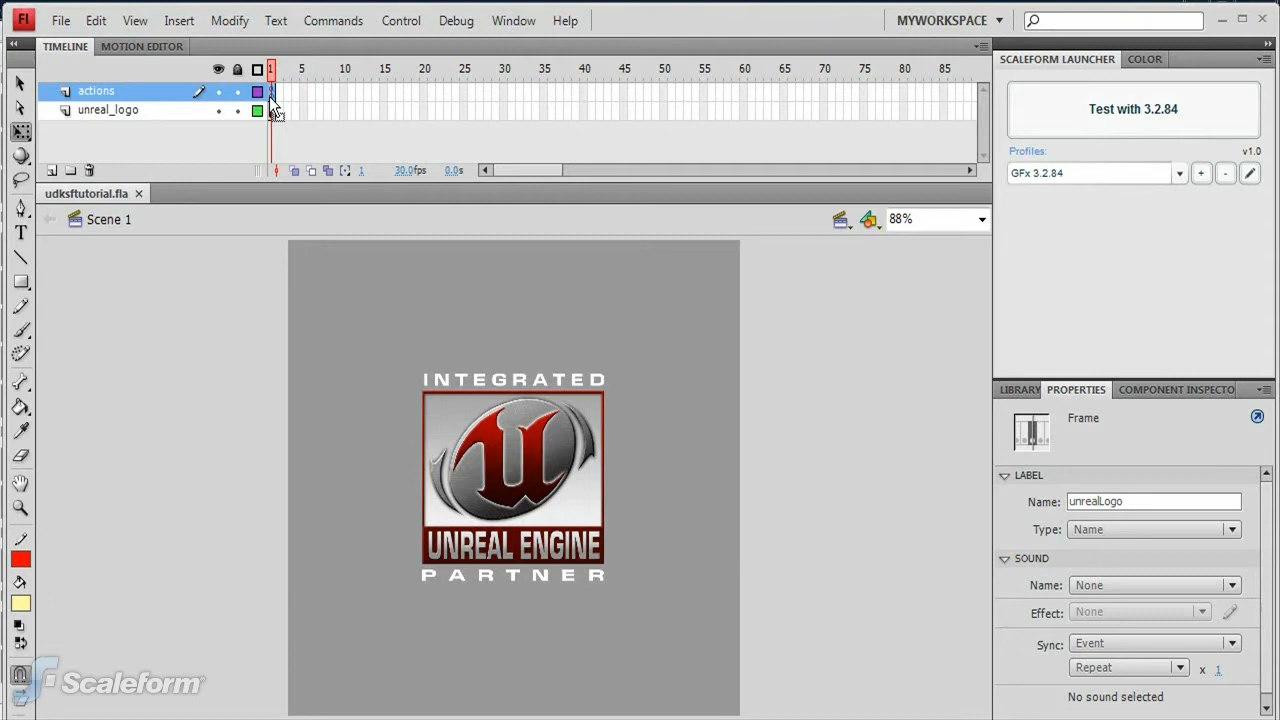 Fl File Edit View Insert Modify Text Commands Control Debug Window Help MYWORKSPACE
TIMELINE MOTION EDITOR
1 5 10 15 20 25 30 35 40 45 50 55 60 65 70 75 80 85
actions
unreal_logo
1 30.0fps 0.0s
udksftutorial.fla
Scene 1 88%
INTEGRATED
U
UNREAL ENGINE
PARTNER
Scaleform
SCALEFORM LAUNCHER COLOR
Test with 3.2.84
Profiles: v1.0
GFx 3.2.84 + -
LIBRARY PROPERTIES COMPONENT INSPECTO
Frame
LABEL
Name: unrealLogo
Type: Name
SOUND
Name: None
Effect: None
Sync: Event
Repeat x 1
No sound selected